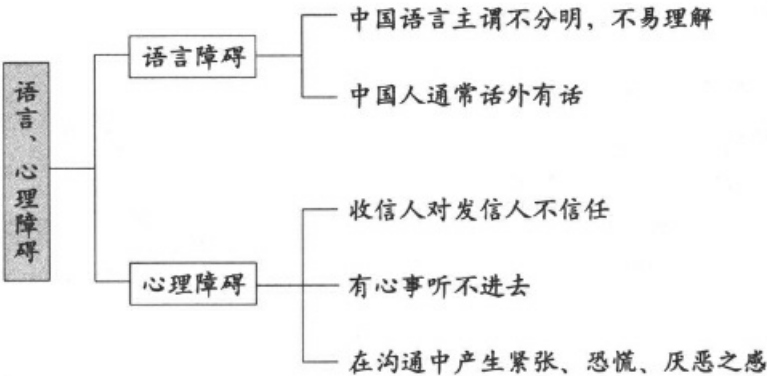 语言、心理障碍
语言障碍
中国语言主谓不分明，不易理解
中国人通常话外有话
心理障碍
收信人对发信人不信任
有心事听不进去
在沟通中产生紧张、恐慌、厌恶之感